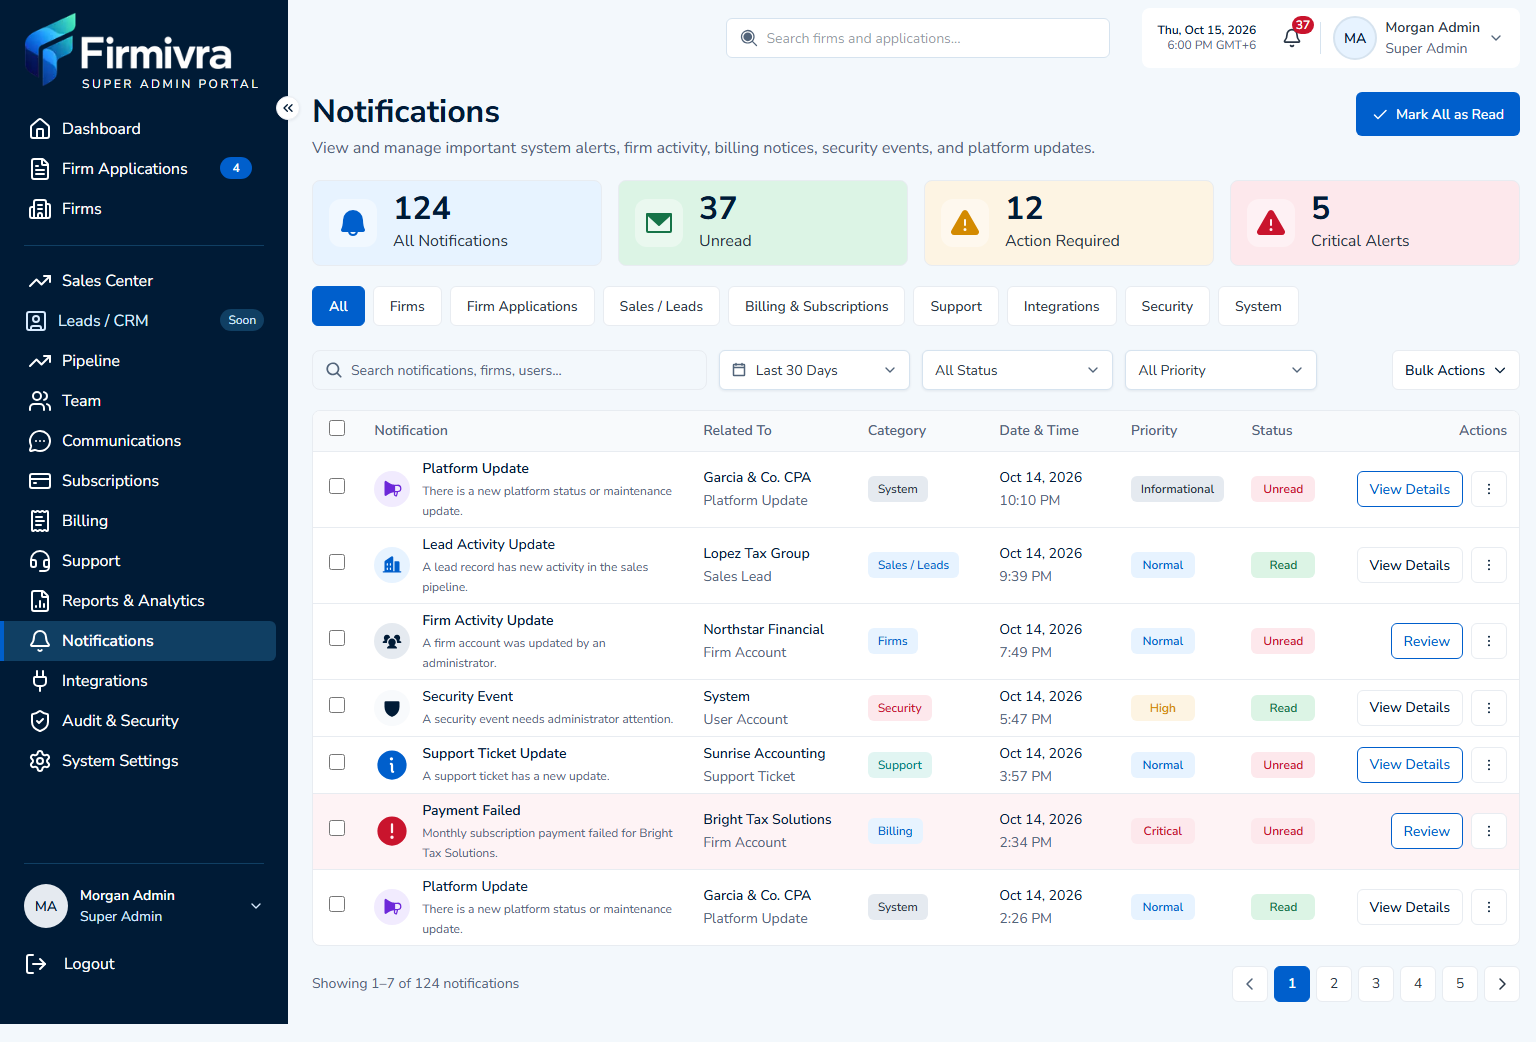 Firmivra
SUPER ADMIN PORTAL
Dashboard
Firm Applications 4
Firms
Sales Center
Leads / CRM Soon
Pipeline
Team
Communications
Subscriptions
Billing
Support
Reports & Analytics
Notifications
Integrations
Audit & Security
System Settings
MA
Morgan Admin
Super Admin
Logout
Search firms and applications...
Thu, Oct 15, 2026
6:00 PM GMT+6
37
MA
Morgan Admin
Super Admin
Notifications
View and manage important system alerts, firm activity, billing notices, security events, and platform updates.
Mark All as Read
124
All Notifications
37
Unread
12
Action Required
5
Critical Alerts
All Firms Firm Applications Sales / Leads Billing & Subscriptions Support Integrations Security System
Search notifications, firms, users... Last 30 Days All Status All Priority Bulk Actions
Notification Related To Category Date & Time Priority Status Actions
Platform Update
There is a new platform status or maintenance
update.
Garcia & Co. CPA
Platform Update
System
Oct 14, 2026
10:10 PM
Informational
Unread
View Details
Lead Activity Update
A lead record has new activity in the sales
pipeline.
Lopez Tax Group
Sales Lead
Sales / Leads
Oct 14, 2026
9:39 PM
Normal
Read
View Details
Firm Activity Update
A firm account was updated by an
administrator.
Northstar Financial
Firm Account
Firms
Oct 14, 2026
7:49 PM
Normal
Unread
Review
Security Event
A security event needs administrator attention.
System
User Account
Security
Oct 14, 2026
5:47 PM
High
Read
View Details
Support Ticket Update
A support ticket has a new update.
Sunrise Accounting
Support Ticket
Support
Oct 14, 2026
3:57 PM
Normal
Unread
View Details
Payment Failed
Monthly subscription payment failed for Bright
Tax Solutions.
Bright Tax Solutions
Firm Account
Billing
Oct 14, 2026
2:34 PM
Critical
Unread
Review
Platform Update
There is a new platform status or maintenance
update.
Garcia & Co. CPA
Platform Update
System
Oct 14, 2026
2:26 PM
Normal
Read
View Details
Showing 1–7 of 124 notifications
1 2 3 4 5